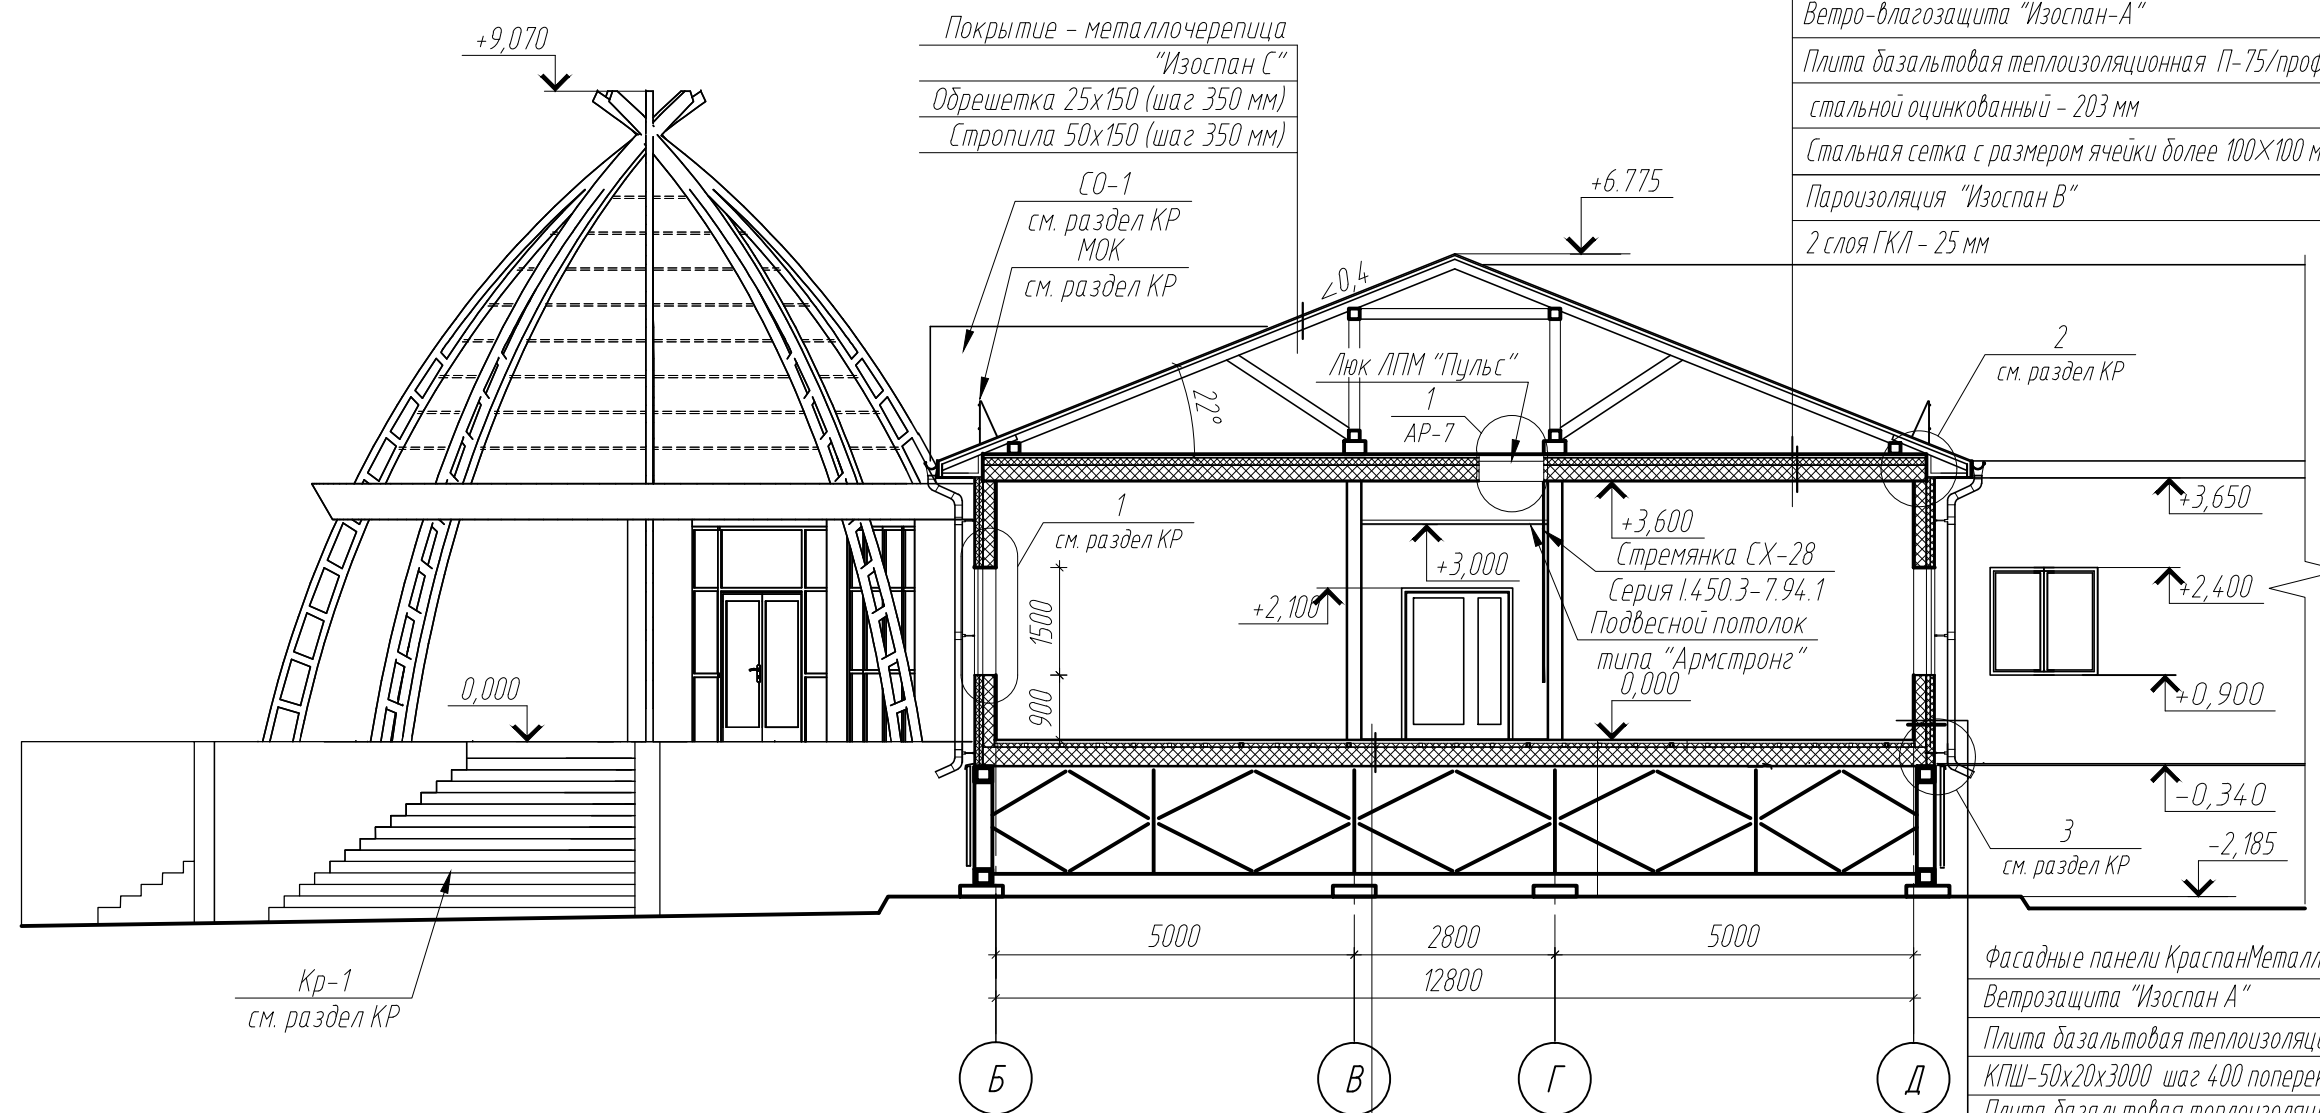 +9,070
Покрытие - металлочерепица
"Изоспан С"
Обрешетка 25х150 (шаг 350 мм)
Стропила 50х150 (шаг 350 мм)
Ветро-влагозащита "Изоспан-А"
Плита базальтовая теплоизоляционная П-75/проф
стальной оцинкованный - 203 мм
Стальная сетка с размером ячейки более 100Х100 м
Пароизоляция "Изоспан В"
2 слоя ГКЛ - 25 мм
СО-1
см. раздел КР
МОК
см. раздел КР
+6.775
<0,4
22°
Люк ЛПМ "Пульс"
1
АР-7
2
см. раздел КР
1
см. раздел КР
+3,600
+3,000
+2,100
Стремянка СХ-28
Серия 1.450.3-7.94.1
Подвесной потолок
типа "Армстронг"
0,000
+3,650
+2,400
+0,900
-0,340
-2,185
1500
900
0,000
3
см. раздел КР
Кр-1
см. раздел КР
5000
2800
5000
12800
Б
В
Г
Д
Фасадные панели КраспанМеталл
Ветрозащита "Изоспан А"
Плита базальтовая теплоизоляц
КПШ-50х20х3000 шаг 400 поперек
Плита базальтовая теплоизоляц